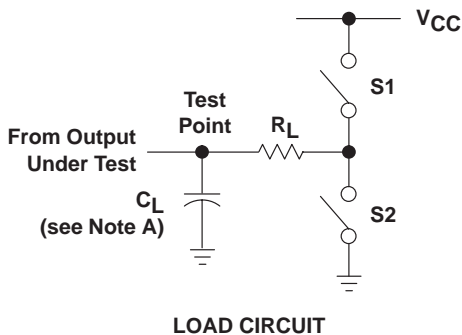 VCC
S1
Test
Point
RL
From Output
Under Test
CL
(see Note A)
S2
LOAD CIRCUIT